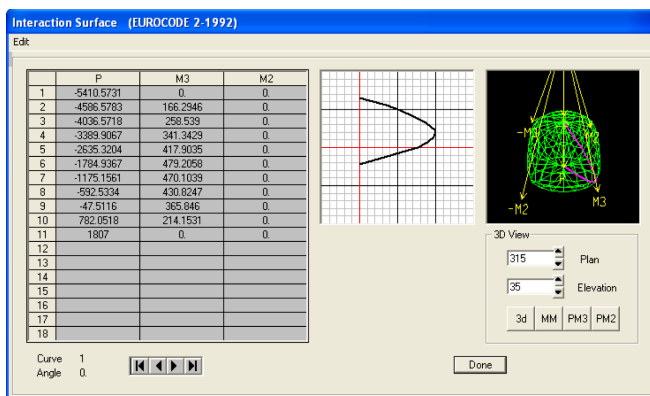 Interaction Surface (EUROCODE 2-1992)
Edit
P M3 M2
1 -5410.5731 0. 0.
2 -4586.5783 166.2946 0.
3 -4036.5718 258.539 0.
4 -3389.9067 341.3429 0.
5 -2635.3204 417.9035 0.
6 -1784.9367 479.2058 0.
7 -1175.1561 470.1039 0.
8 -592.5334 430.8247 0.
9 -47.5116 365.846 0.
10 782.0518 214.1531 0.
11 1807 0. 0.
12
13
14
15
16
17
18
Curve 1
Angle 0.
M3
-M2
3D View
315 Plan
35 Elevation
3d MM PM3 PM2
Done